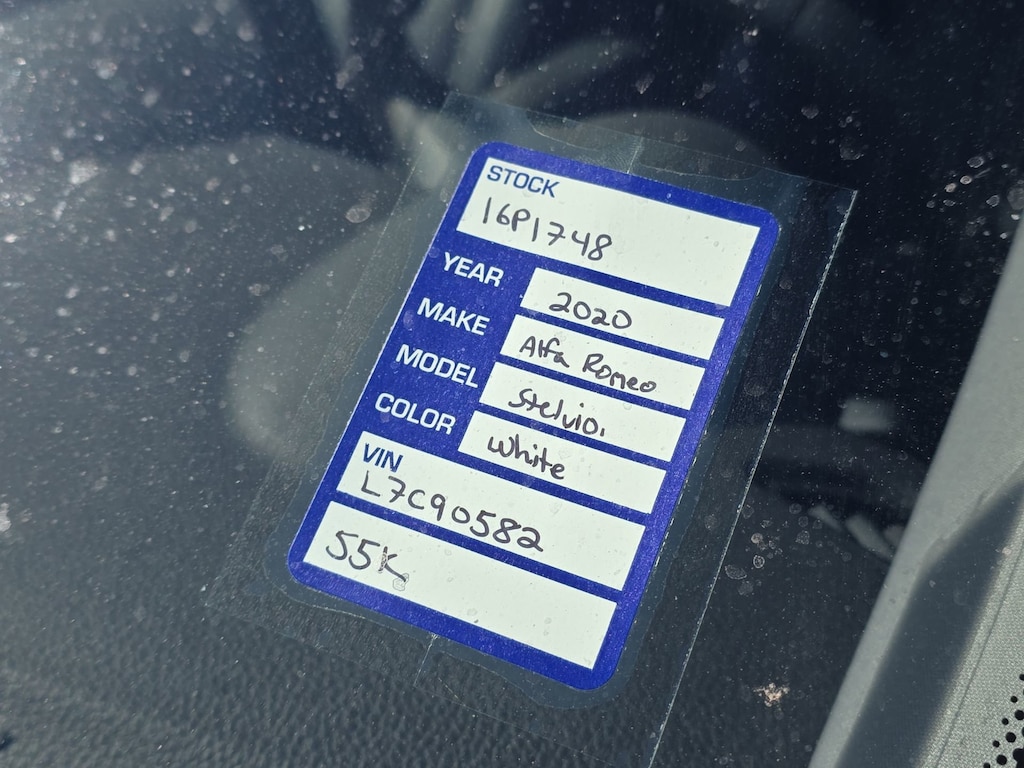 STOCK
16P1748
YEAR 2020
MAKE Alfa Romeo
MODEL Stelvio.
COLOR White
VIN
L7C90582
55K